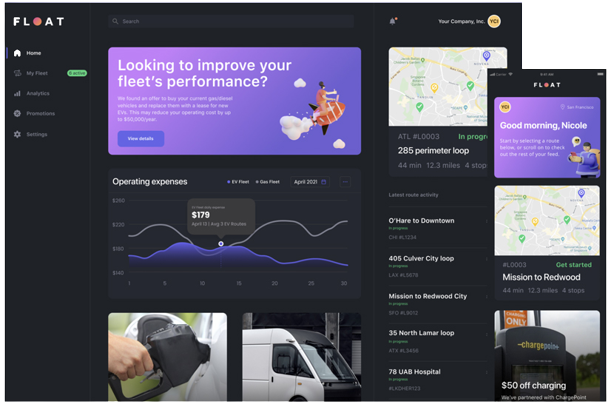 FLOAT
Search
Your Company, Inc.
YCI
Home
My Fleet
6 active
Analytics
Promotions
Settings
Looking to improve your
fleet's performance?
We found an offer to buy your current gas/diesel
vehicles and replace them with a lease for new
EVs. This may reduce your operating cost by up
to $50,000/year.
View details
Operating expenses
EV Fleet
Gas Fleet
April 2021
$179
April 13 | Avg 3 EV Routes
$180
$140
1
5
10
15
20
25
30
ATL #L0003
In progre
285 perimeter loop
44 min 12.3 miles 4 stops
Latest route activity
O'Hare to Downtown
In progress
CHI #L1234
405 Culver City loop
In progress
LAX #L5678
Mission to Redwood City
In progress
SFO #L9012
35 North Lamar loop
In progress
ATX #L3456
78 UAB Hospital
In progress
9:41 AM
FLOAT
YCI
San Francisco
Good morning, Nicole
Start by selecting a route
below, or scroll on to check
out the rest of your feed.
#L0003
Get started
Mission to Redwood
44 min 12.3 miles 4 stops
CHARGING
ONLY
-chargepoin+
$50 off charging
We've partnered with ChargePoint